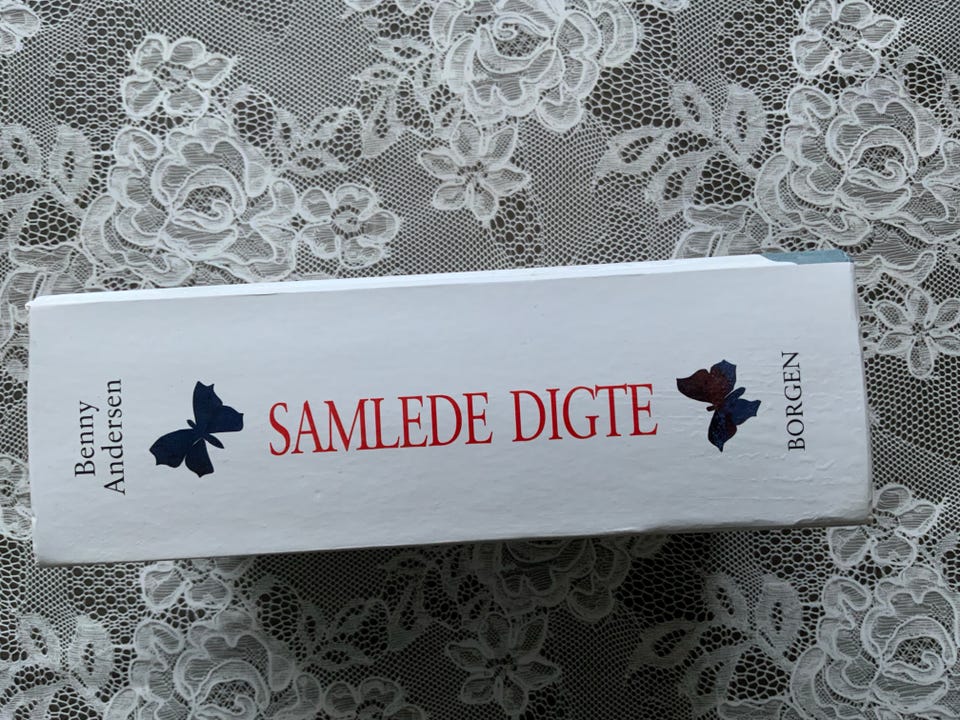 Benny
Andersen
SAMLEDE DIGTE
BORGEN